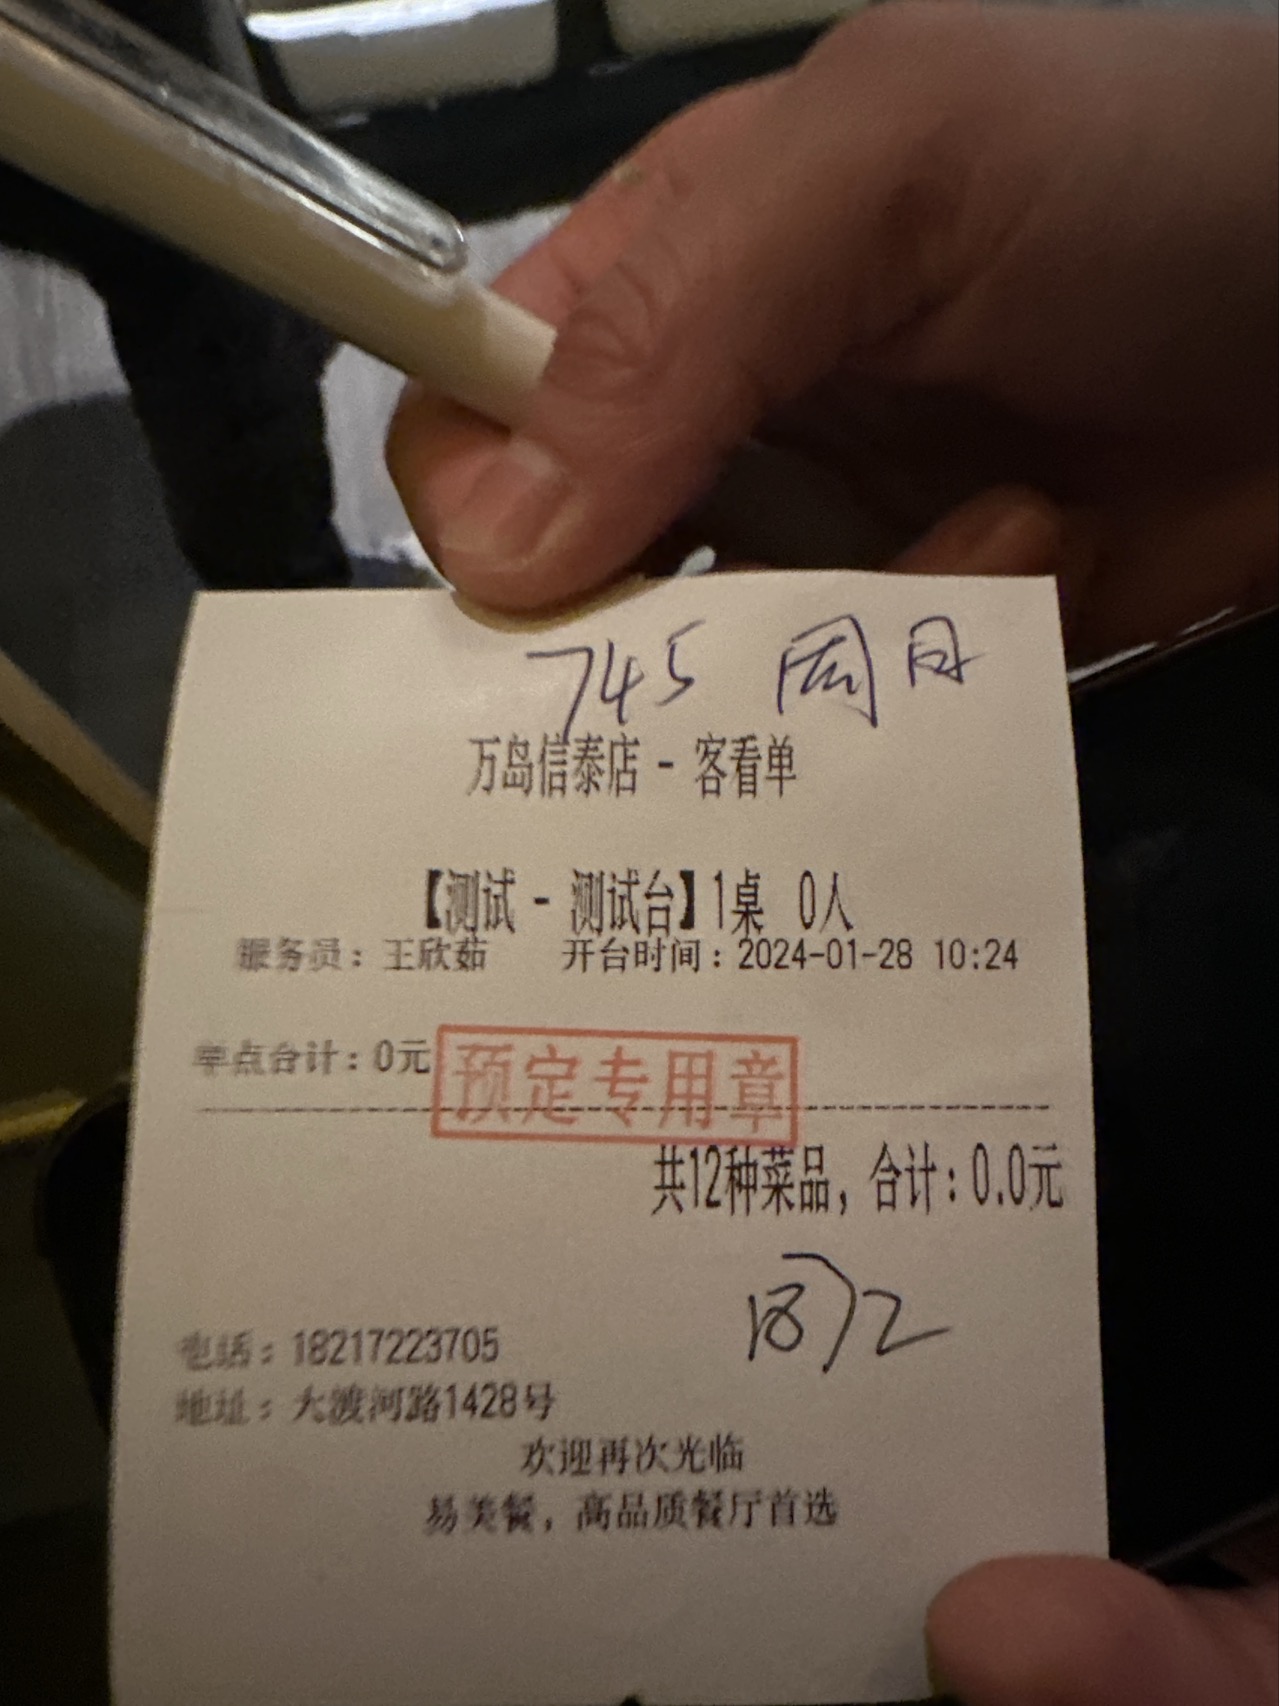 745 周日
万岛信泰店 - 客看单
【测试 - 测试台】1桌 0人
服务员：王欣茹 开台时间：2024-01-28 10:24
单点合计：0元
预定专用章
共12种菜品，合计：0.0元
电话：18217223705
地址：大渡河路1428号
欢迎再次光临
易美餐，高品质餐厅首选